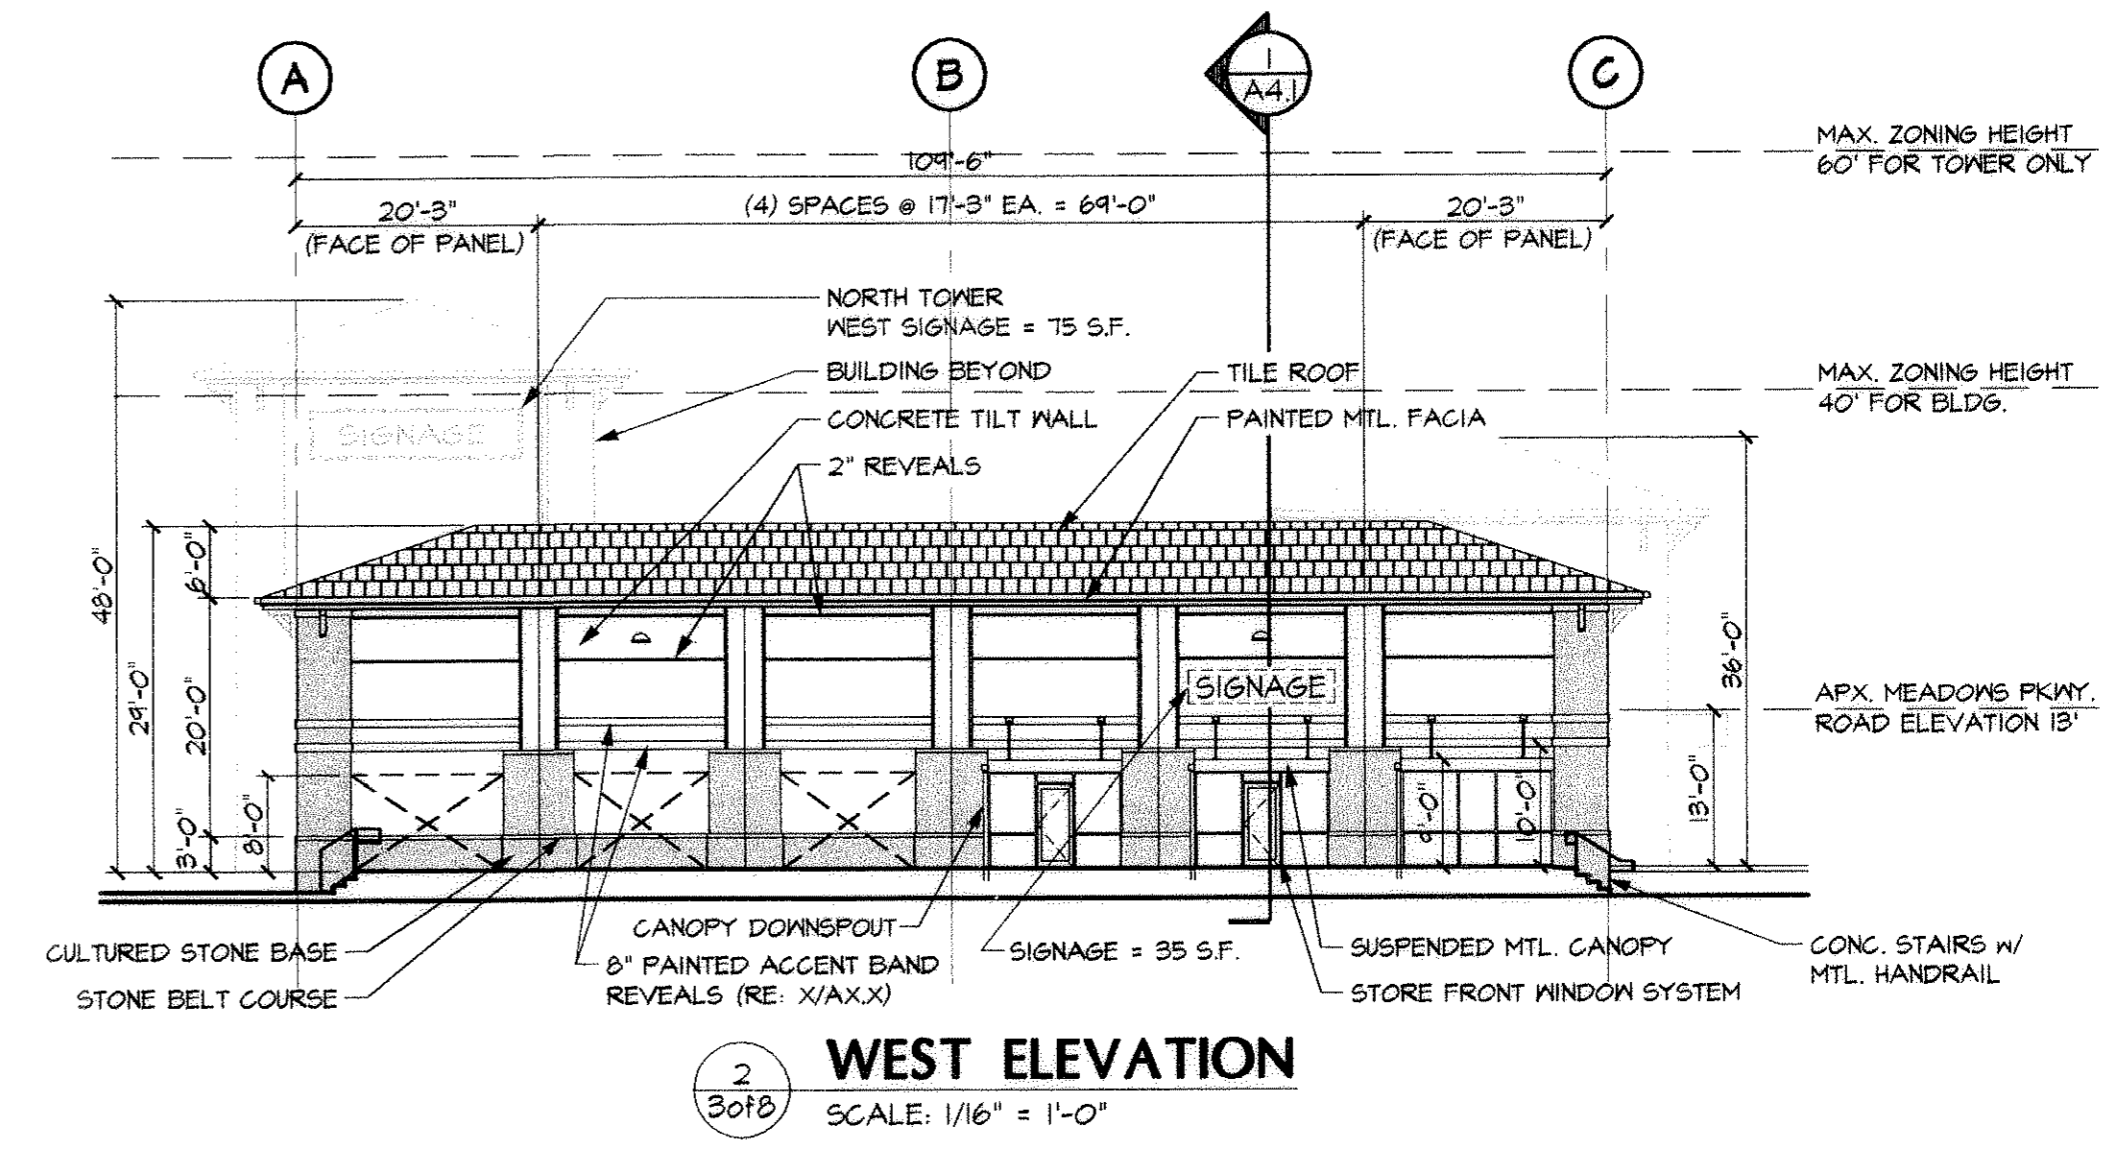 A
B
1
A4.1
C
MAX. ZONING HEIGHT
60' FOR TOWER ONLY
109'-6"
20'-3"
(FACE OF PANEL)
(4) SPACES @ 17'-3" EA. = 69'-0"
20'-3"
(FACE OF PANEL)
NORTH TOWER
WEST SIGNAGE = 75 S.F.
BUILDING BEYOND
TILE ROOF
MAX. ZONING HEIGHT
40' FOR BLDG.
CONCRETE TILT WALL
PAINTED MTL. FACIA
SIGNAGE
2" REVEALS
48'-0"
29'-0"
6'-0"
20'-0"
3'-0"
8'-0"
SIGNAGE
36'-0"
13'-0"
9'-0"
10'-0"
APX. MEADOWS PKWY.
ROAD ELEVATION 13'
CULTURED STONE BASE
STONE BELT COURSE
CANOPY DOWNSPOUT
8" PAINTED ACCENT BAND
REVEALS (RE: X/AX.X)
SIGNAGE = 35 S.F.
SUSPENDED MTL. CANOPY
STORE FRONT WINDOW SYSTEM
CONC. STAIRS W/
MTL. HANDRAIL
2
3of8
WEST ELEVATION
SCALE: 1/16" = 1'-0"